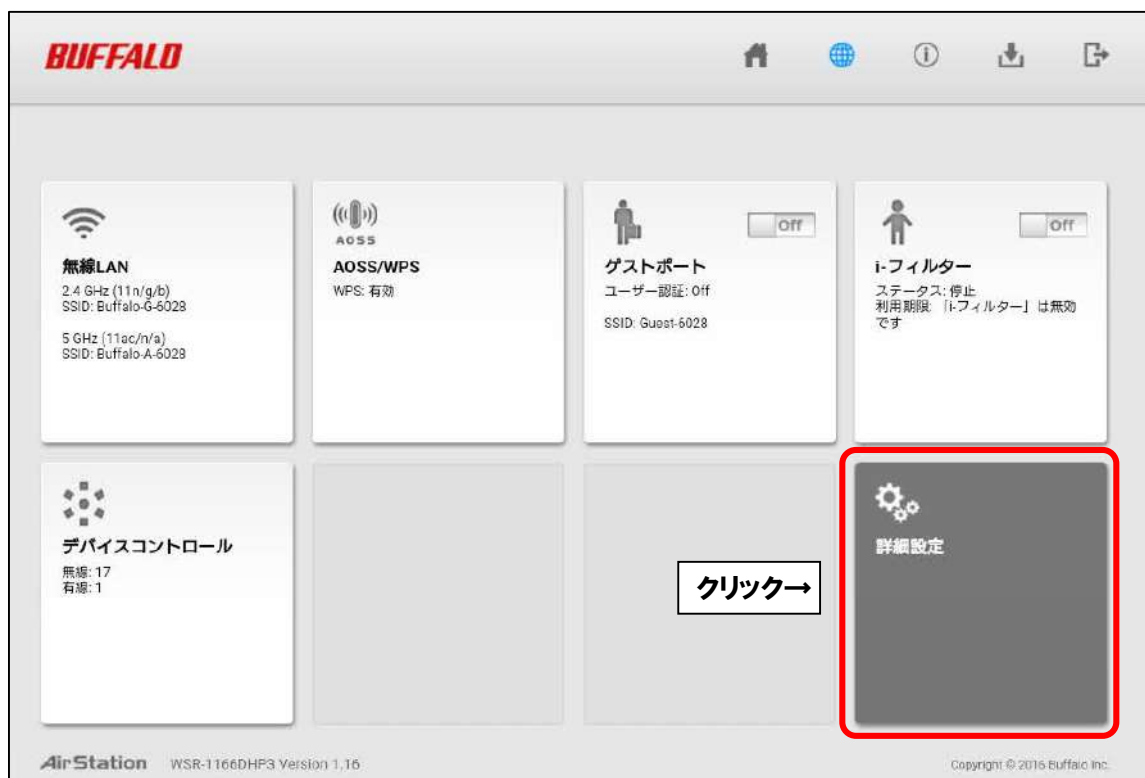 BUFFALO
無線LAN
2.4 GHz (11n/g/b)
SSID: Buffalo-G-6028
5 GHz (11ac/n/a)
SSID: Buffalo-A-6028
AOSS
AOSS/WPS
WPS: 有効
Off
ゲストポート
ユーザー認証: Off
SSID: Guest-6028
Off
i-フィルター
ステータス: 停止
利用期限: 「i-フィルター」は無効
です
デバイスコントロール
無線: 17
有線: 1
クリック→
詳細設定
AirStation WSR-1166DHP3 Version 1.16
Copyright © 2016 Buffalo Inc.